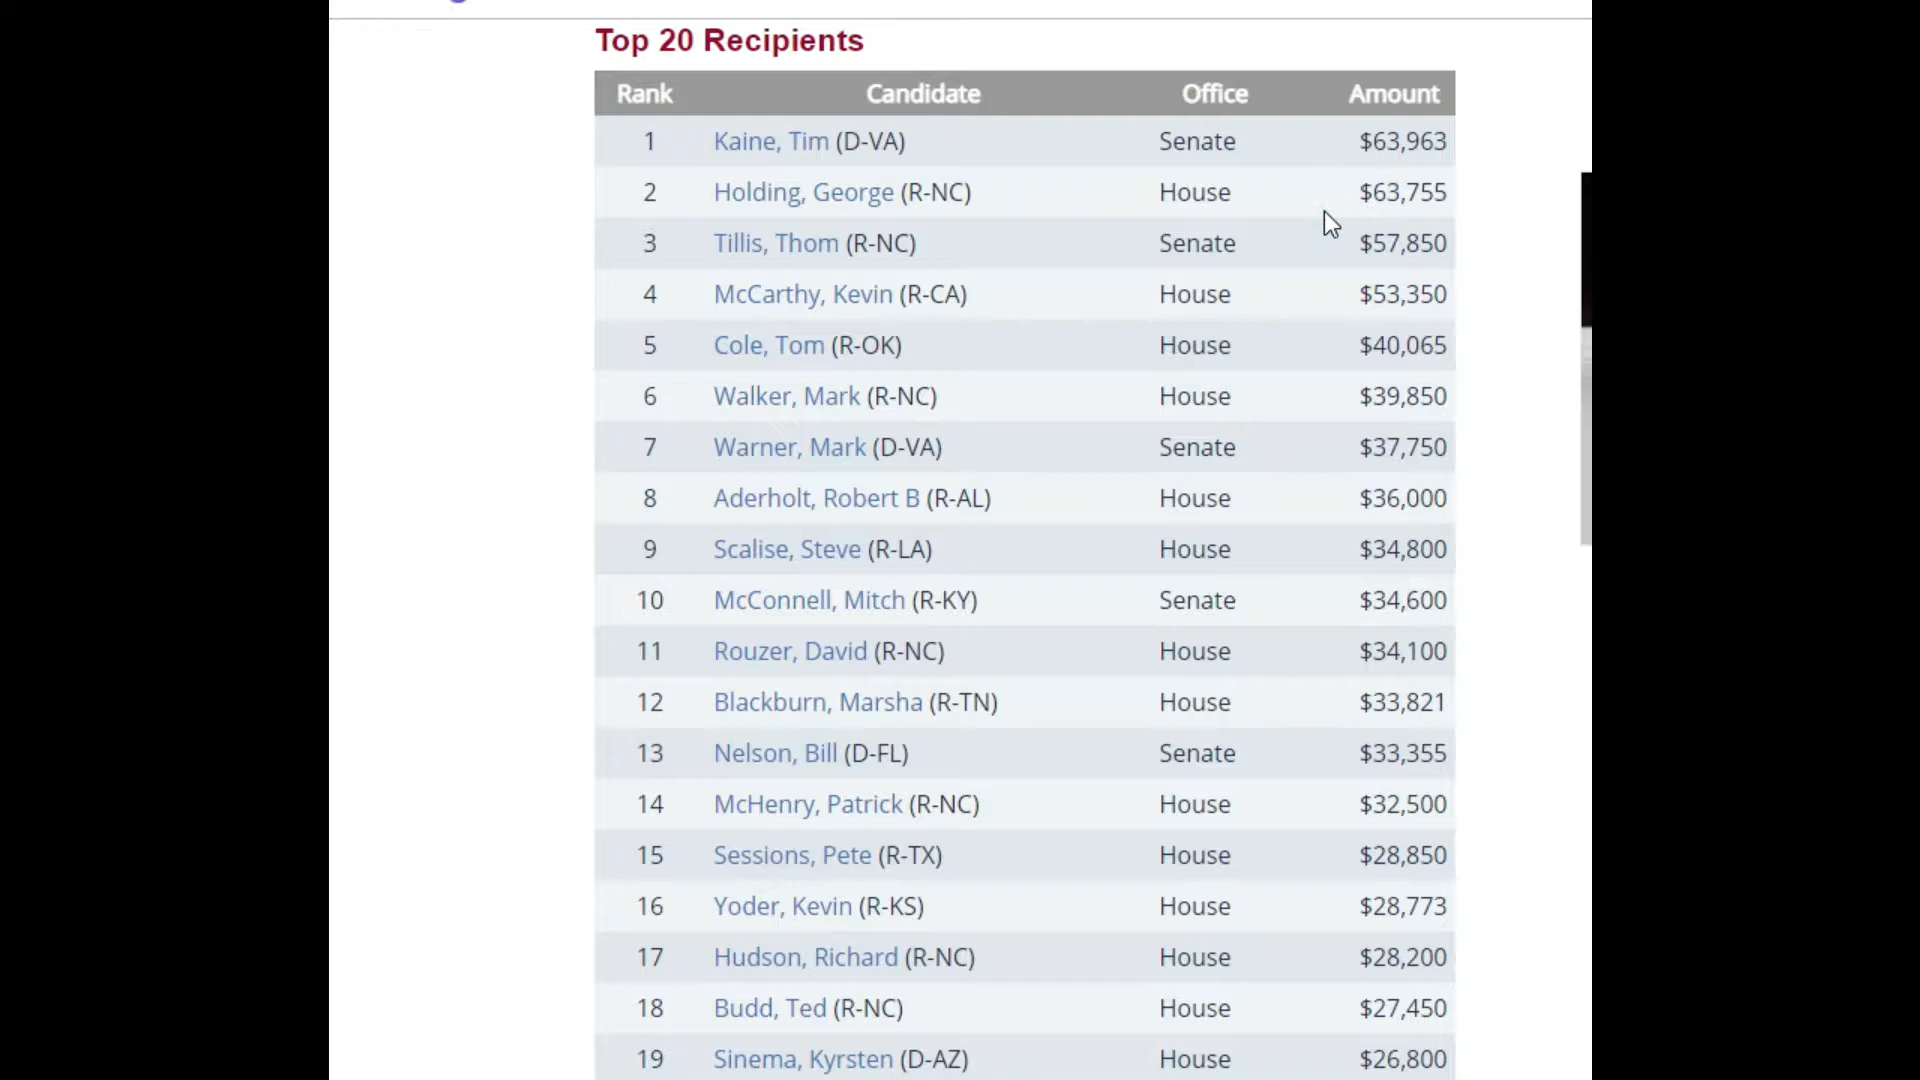 Top 20 Recipients
Rank Candidate Office Amount
1 Kaine, Tim (D-VA) Senate $63,963
2 Holding, George (R-NC) House $63,755
3 Tillis, Thom (R-NC) Senate $57,850
4 McCarthy, Kevin (R-CA) House $53,350
5 Cole, Tom (R-OK) House $40,065
6 Walker, Mark (R-NC) House $39,850
7 Warner, Mark (D-VA) Senate $37,750
8 Aderholt, Robert B (R-AL) House $36,000
9 Scalise, Steve (R-LA) House $34,800
10 McConnell, Mitch (R-KY) Senate $34,600
11 Rouzer, David (R-NC) House $34,100
12 Blackburn, Marsha (R-TN) House $33,821
13 Nelson, Bill (D-FL) Senate $33,355
14 McHenry, Patrick (R-NC) House $32,500
15 Sessions, Pete (R-TX) House $28,850
16 Yoder, Kevin (R-KS) House $28,773
17 Hudson, Richard (R-NC) House $28,200
18 Budd, Ted (R-NC) House $27,450
19 Sinema, Kyrsten (D-AZ) House $26,800